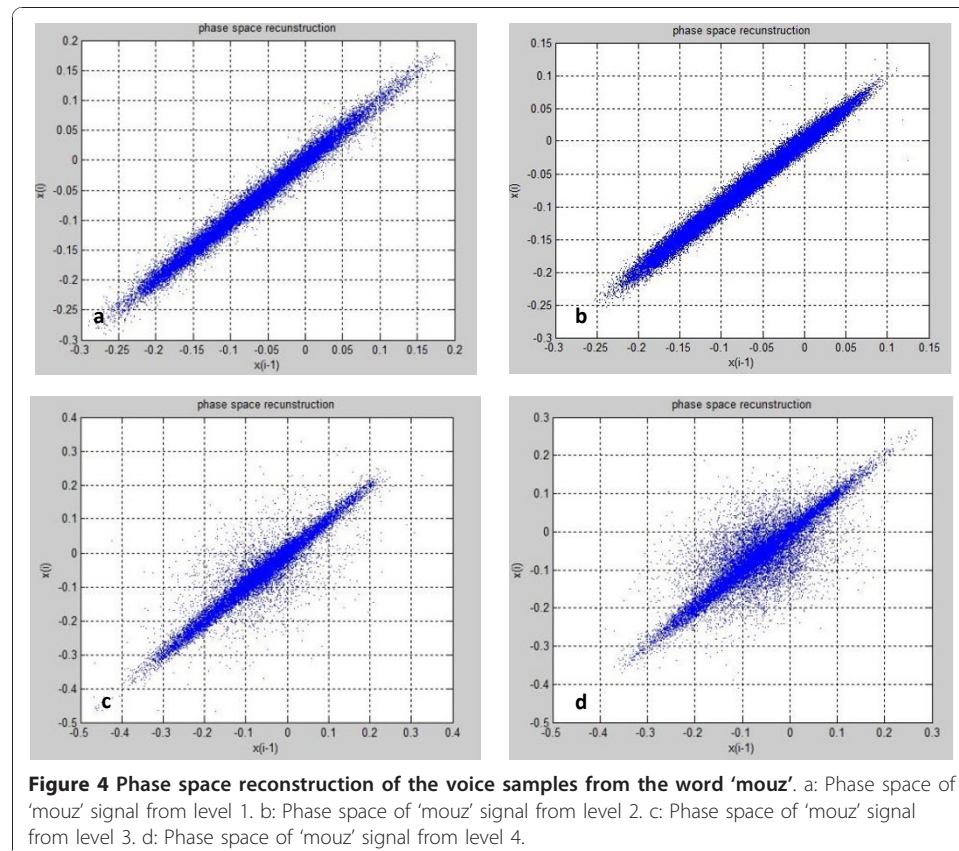 phase space reconstruction
0.2
0.15
0.1
0.05
0
-0.05
-0.1
-0.15
-0.2
-0.25
-0.3
x(i)
-0.3 -0.25 -0.2 -0.15 -0.1 -0.05 0 0.05 0.1 0.15 0.2
x(i-1)
a
phase space reconstruction
0.15
0.1
0.05
0
-0.05
-0.1
-0.15
-0.2
-0.25
-0.3
x(i)
-0.3 -0.25 -0.2 -0.15 -0.1 -0.05 0 0.05 0.1 0.15
x(i-1)
b
phase space recunstruction
0.4
0.3
0.2
0.1
0
-0.1
-0.2
-0.3
-0.4
-0.5
x(i)
-0.5 -0.4 -0.3 -0.2 -0.1 0 0.1 0.2 0.3 0.4
x(i-1)
c
phase space recunstruction
0.3
0.2
0.1
0
-0.1
-0.2
-0.3
-0.4
-0.5
x(i)
-0.5 -0.4 -0.3 -0.2 -0.1 0 0.1 0.2 0.3
x(i-1)
d
Figure 4 Phase space reconstruction of the voice samples from the word ‘mouz’. a: Phase space of
‘mouz’ signal from level 1. b: Phase space of ‘mouz’ signal from level 2. c: Phase space of ‘mouz’ signal
from level 3. d: Phase space of ‘mouz’ signal from level 4.